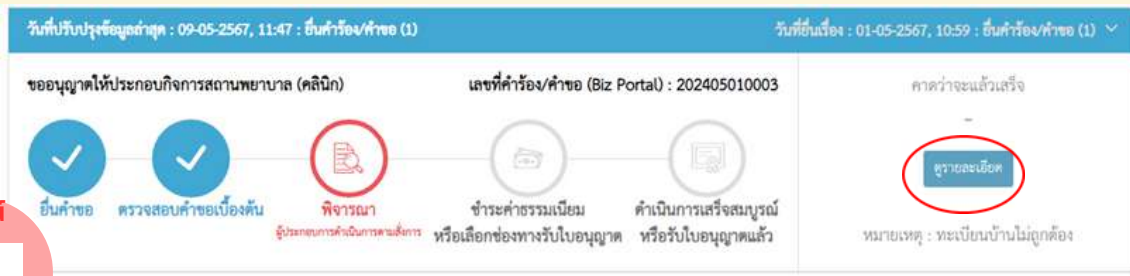 วันที่ปรับปรุงข้อมูลล่าสุด : 09-05-2567, 11:47 : ยื่นคำร้อง/คำขอ (1)
วันที่ยื่นเรื่อง : 01-05-2567, 10:59 : ยื่นคำร้อง/คำขอ (1)
ขออนุญาตให้ประกอบกิจการสถานพยาบาล (คลินิก)
เลขที่คำร้อง/คำขอ (Biz Portal) : 202405010003
คาดว่าจะแล้วเสร็จ
–
ดูรายละเอียด
ยื่นคำขอ
ตรวจสอบคำขอเบื้องต้น
พิจารณา
ผู้ประกอบการดำเนินการตามสั่งการ
ชำระค่าธรรมเนียม
หรือเลือกช่องทางรับใบอนุญาต
ดำเนินการเสร็จสมบูรณ์
หรือรับใบอนุญาตแล้ว
หมายเหตุ : ทะเบียนบ้านไม่ถูกต้อง